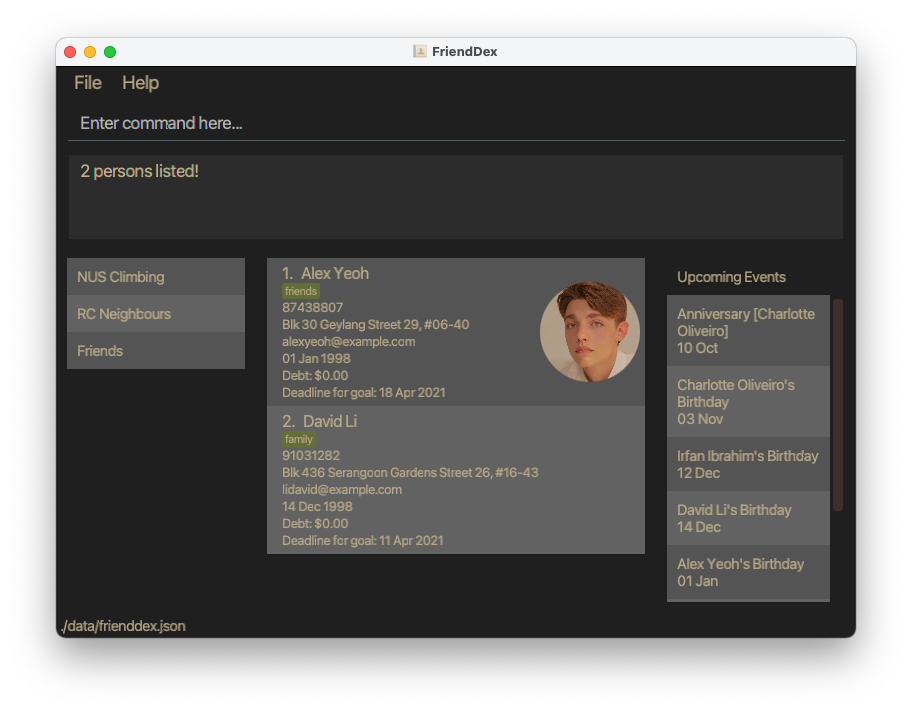 FriendDex
File Help
Enter command here...
2 persons listed!
NUS Climbing
RC Neighbours
Friends
1. Alex Yeoh
friends
87438807
Blk 30 Geylang Street 29, #06-40
alexyeoh@example.com
01 Jan 1998
Debt: $0.00
Deadline for goal: 18 Apr 2021
2. David Li
family
91031282
Blk 436 Serangoon Gardens Street 26, #16-43
lidavid@example.com
14 Dec 1998
Debt: $0.00
Deadline for goal: 11 Apr 2021
Upcoming Events
Anniversary [Charlotte
Oliveiro]
10 Oct
Charlotte Oliveiro's
Birthday
03 Nov
Irfan Ibrahim's Birthday
12 Dec
David Li's Birthday
14 Dec
Alex Yeoh's Birthday
01 Jan
./data/frienddex.json